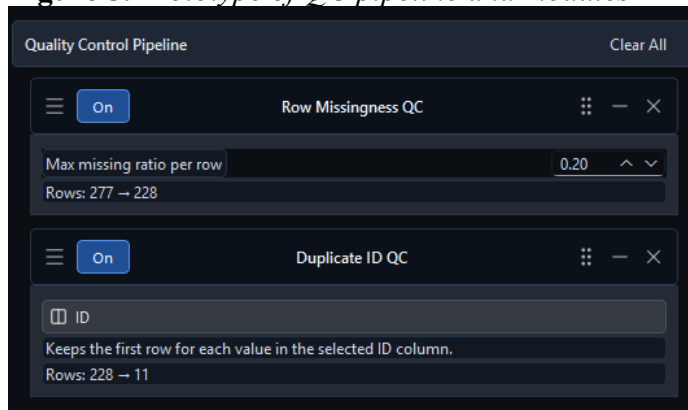 Quality Control Pipeline Clear All
On Row Missingness QC
Max missing ratio per row 0.20
Rows: 277 → 228
On Duplicate ID QC
ID
Keeps the first row for each value in the selected ID column.
Rows: 228 → 11